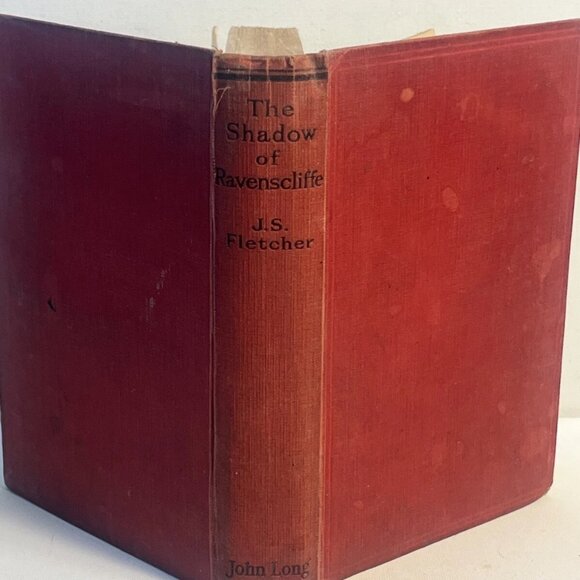 The
Shadow
of
Ravenscliffe
J.S.
Fletcher
John Long